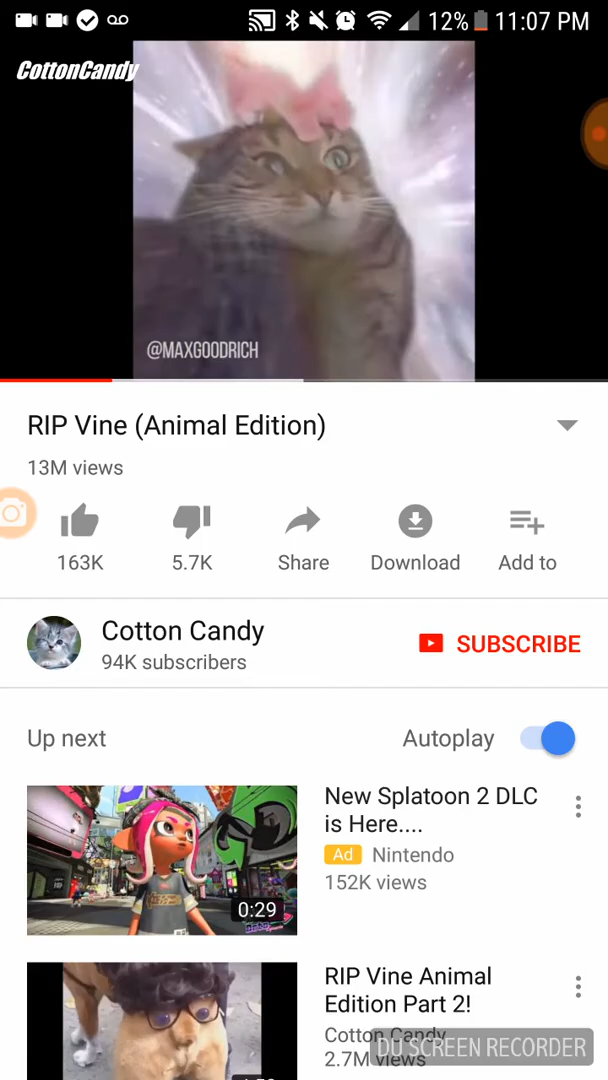 12% 11:07 PM
CottonCandy
@MAXGOODRICH
RIP Vine (Animal Edition)
13M views
163K
5.7K
Share
Download
Add to
Cotton Candy
94K subscribers
SUBSCRIBE
Up next
Autoplay
New Splatoon 2 DLC
is Here....
Ad Nintendo
152K views
0:29
RIP Vine Animal
Edition Part 2!
Cotton Candy
2.7M views
DU SCREEN RECORDER